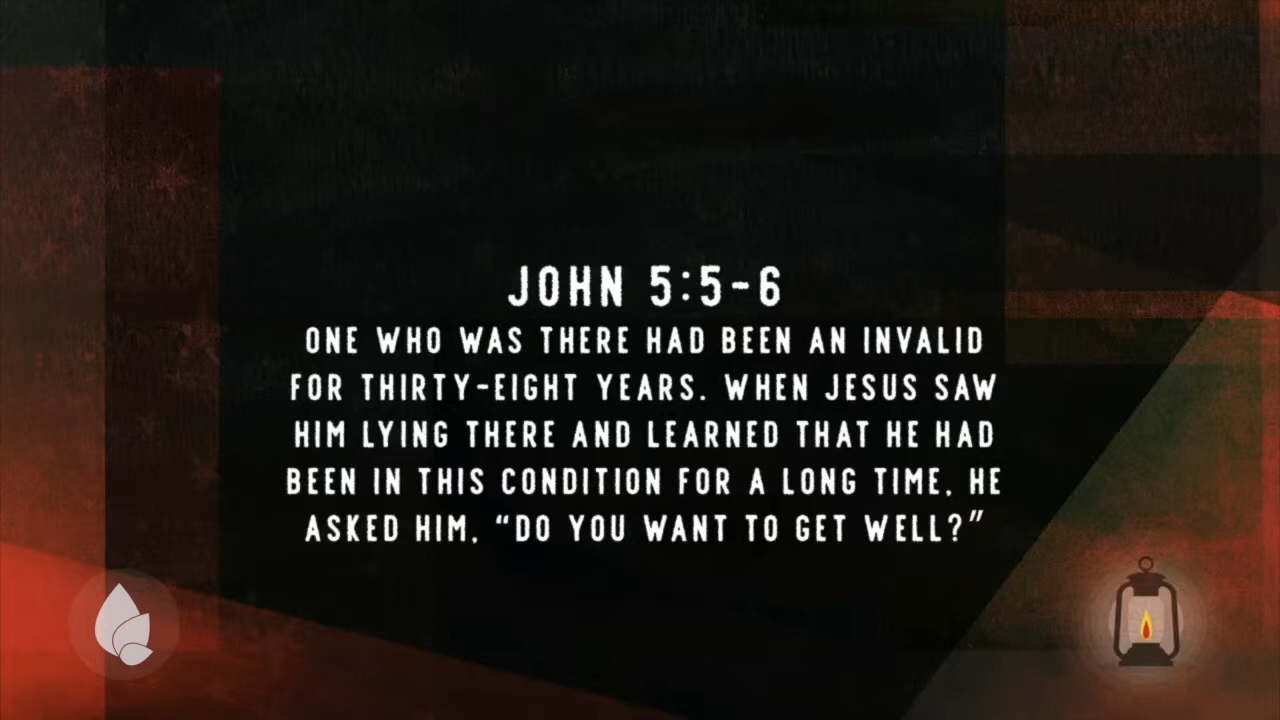 JOHN 5:5-6
ONE WHO WAS THERE HAD BEEN AN INVALID
FOR THIRTY-EIGHT YEARS. WHEN JESUS SAW
HIM LYING THERE AND LEARNED THAT HE HAD
BEEN IN THIS CONDITION FOR A LONG TIME, HE
ASKED HIM, “DO YOU WANT TO GET WELL?”